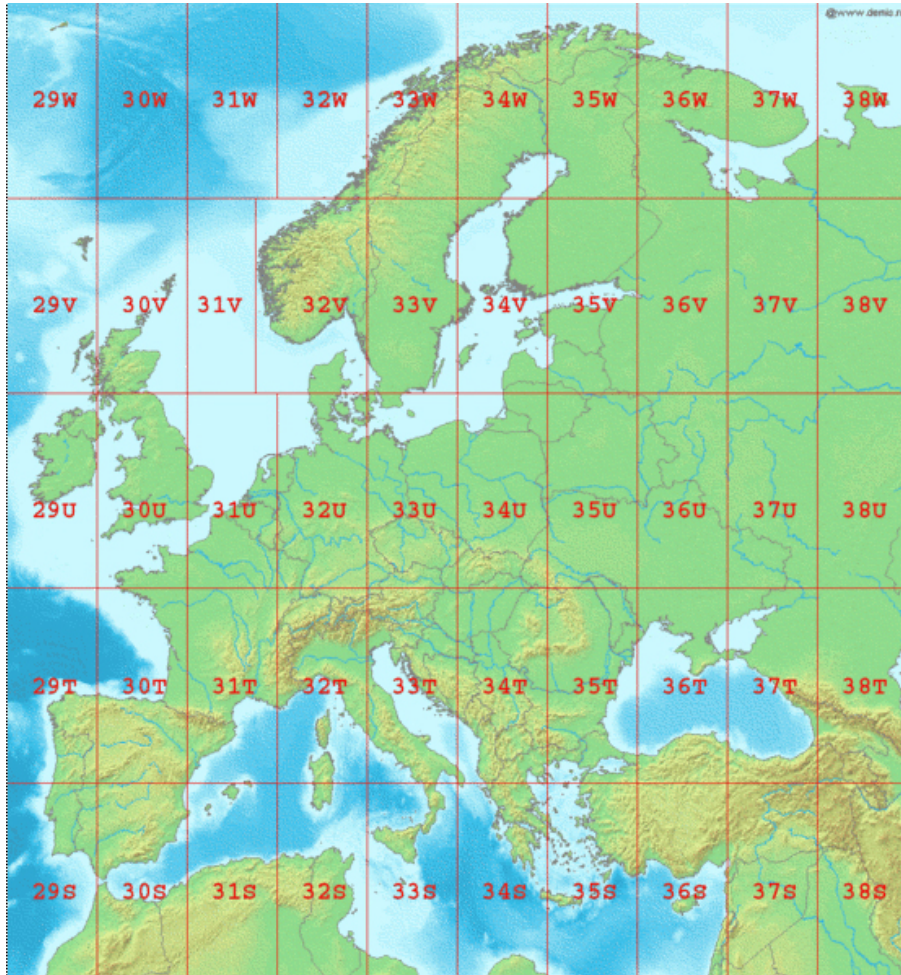 @www.demis.nl
29W 30W 31W 32W 33W 34W 35W 36W 37W 38W
29V 30V 31V 32V 33V 34V 35V 36V 37V 38V
29U 30U 31U 32U 33U 34U 35U 36U 37U 38U
29T 30T 31T 32T 33T 34T 35T 36T 37T 38T
29S 30S 31S 32S 33S 34S 35S 36S 37S 38S